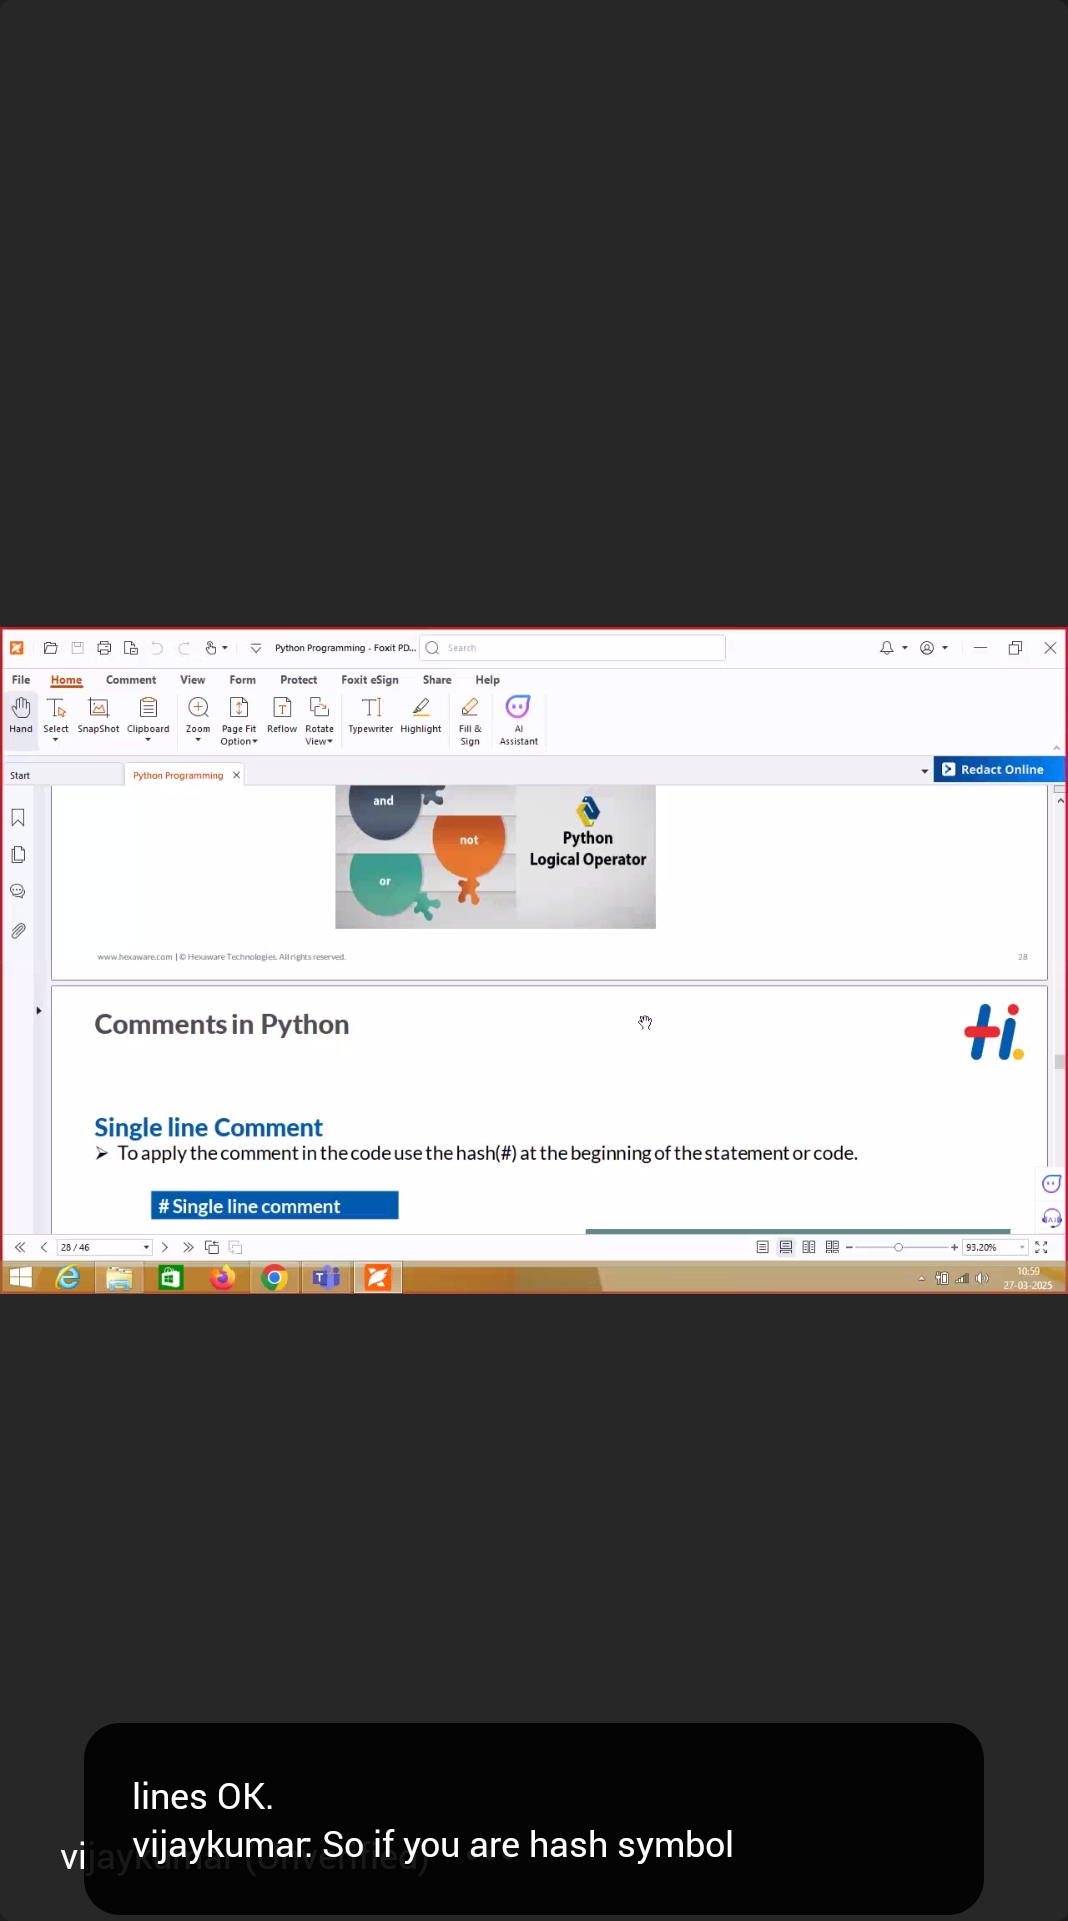 Python Programming - Foxit PD...
Search
File Home Comment View Form Protect Foxit eSign Share Help
Hand Select SnapShot Clipboard Zoom Page Fit Option Reflow Rotate View Typewriter Highlight Fill & Sign AI Assistant
Start
Python Programming
Redact Online
and
not
or
Python
Logical Operator
www.hexaware.com | © Hexaware Technologies. All rights reserved.
28
Comments in Python
Hi.
Single line Comment
➤ To apply the comment in the code use the hash(#) at the beginning of the statement or code.
# Single line comment
28 / 46
93.20%
10:59
27-03-2025
lines OK.
vijaykumar: So if you are hash symbol
vijaykumar (Unverified)